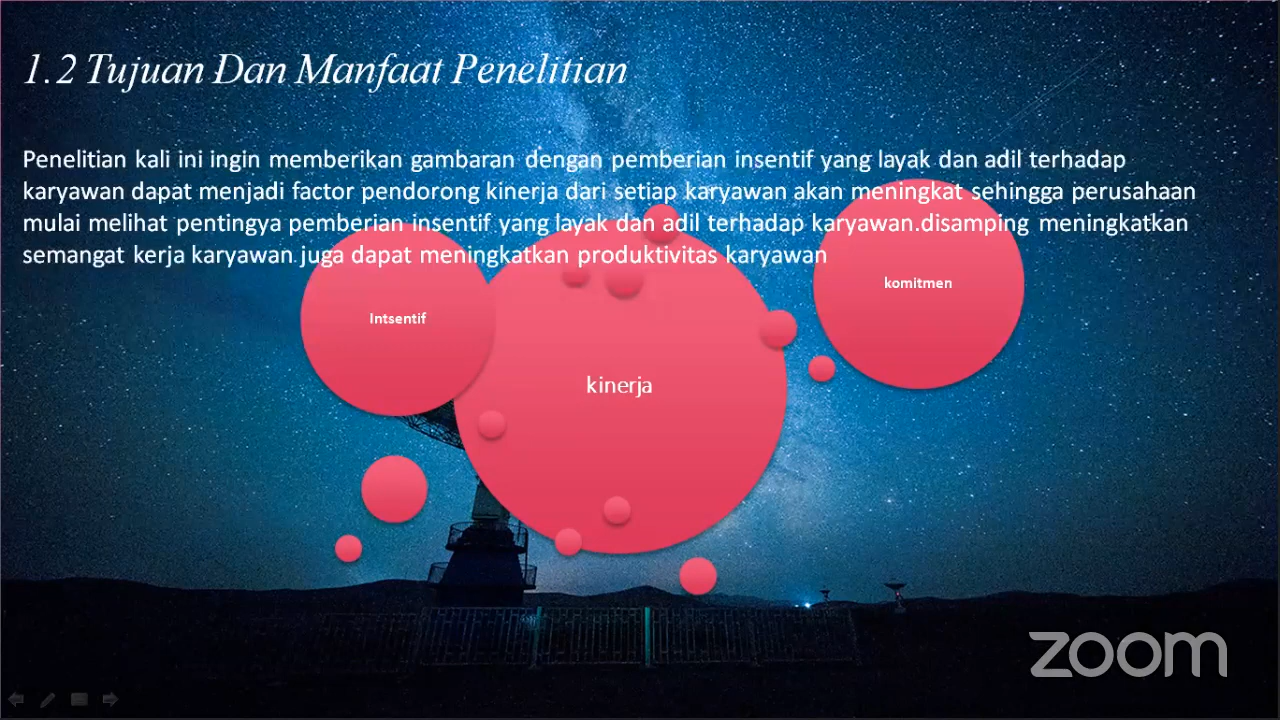 1.2 Tujuan Dan Manfaat Penelitian
Penelitian kali ini ingin memberikan gambaran dengan pemberian insentif yang layak dan adil terhadap
karyawan dapat menjadi factor pendorong kinerja dari setiap karyawan akan meningkat sehingga perusahaan
mulai melihat pentingya pemberian insentif yang layak dan adil terhadap karyawan.disamping meningkatkan
semangat kerja karyawan juga dapat meningkatkan produktivitas karyawan
komitmen
Intsentif
kinerja
zoom